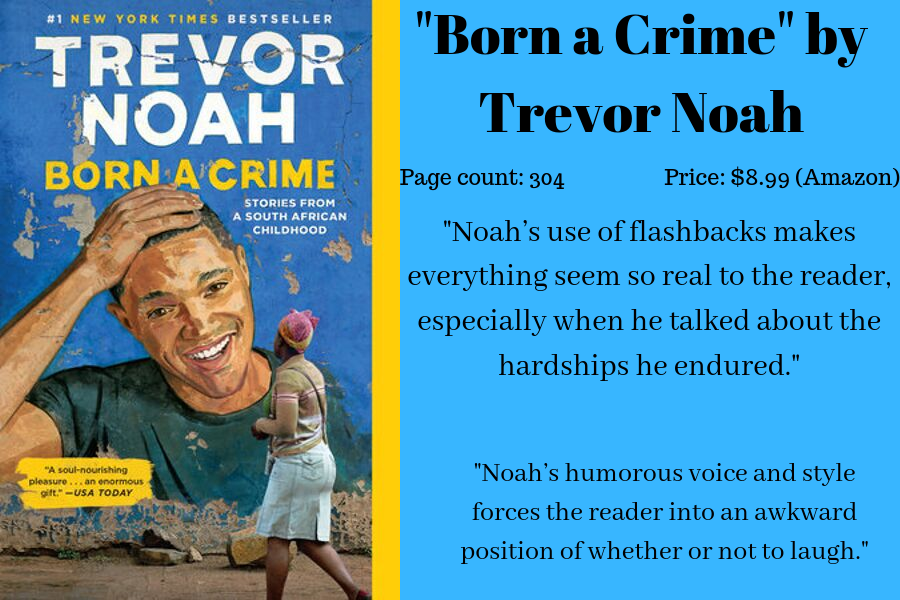 #1 NEW YORK TIMES BESTSELLER
TREVOR
NOAH
BORN A CRIME
STORIES FROM
A SOUTH AFRICAN
CHILDHOOD
"A soul-nourishing
pleasure . . . an enormous
gift." —USA TODAY
"Born a Crime" by
Trevor Noah
Page count: 304
Price: $8.99 (Amazon)
"Noah’s use of flashbacks makes
everything seem so real to the reader,
especially when he talked about the
hardships he endured."
"Noah’s humorous voice and style
forces the reader into an awkward
position of whether or not to laugh."